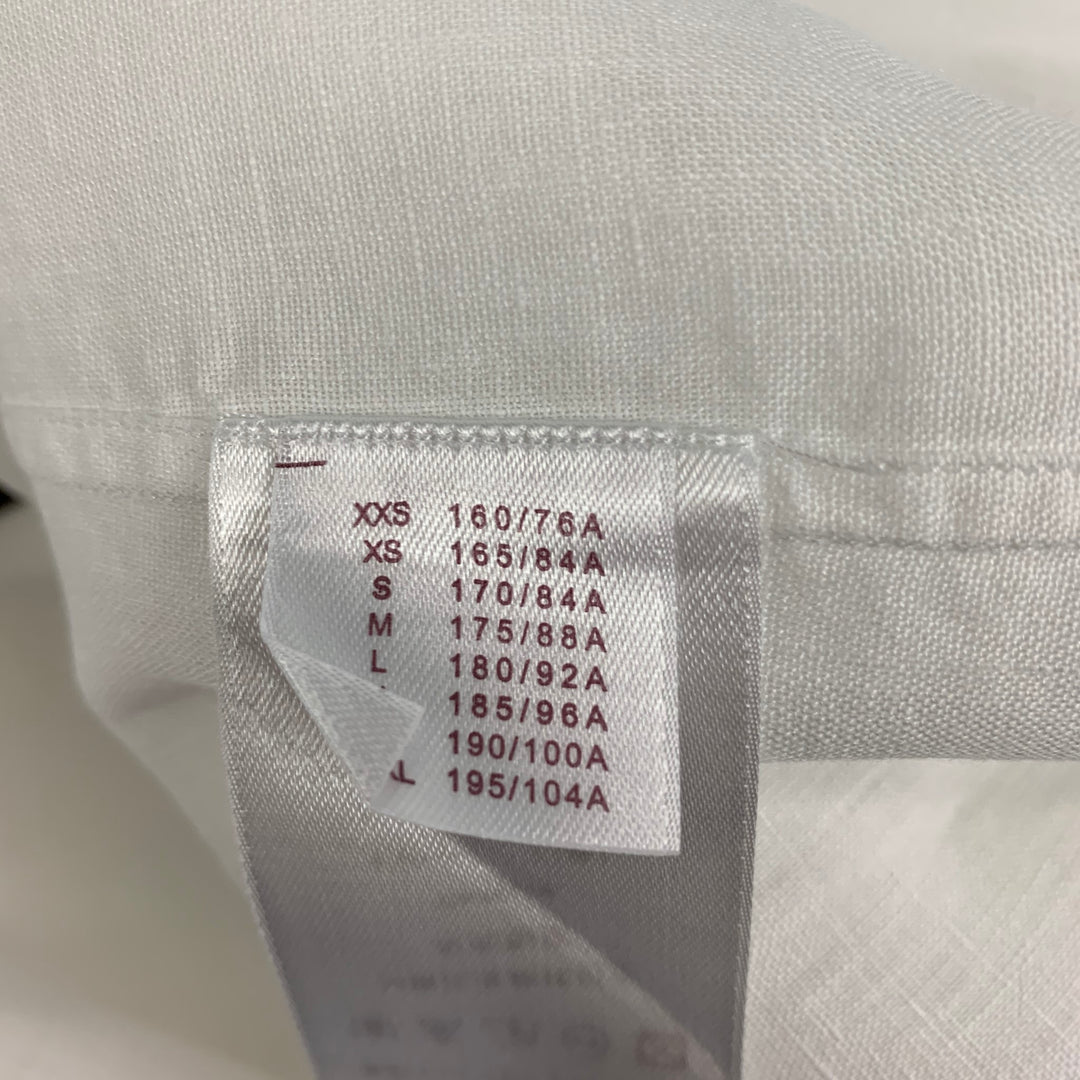 XXS 160/76A
XS 165/84A
S 170/84A
M 175/88A
L 180/92A
185/96A
190/100A
L 195/104A